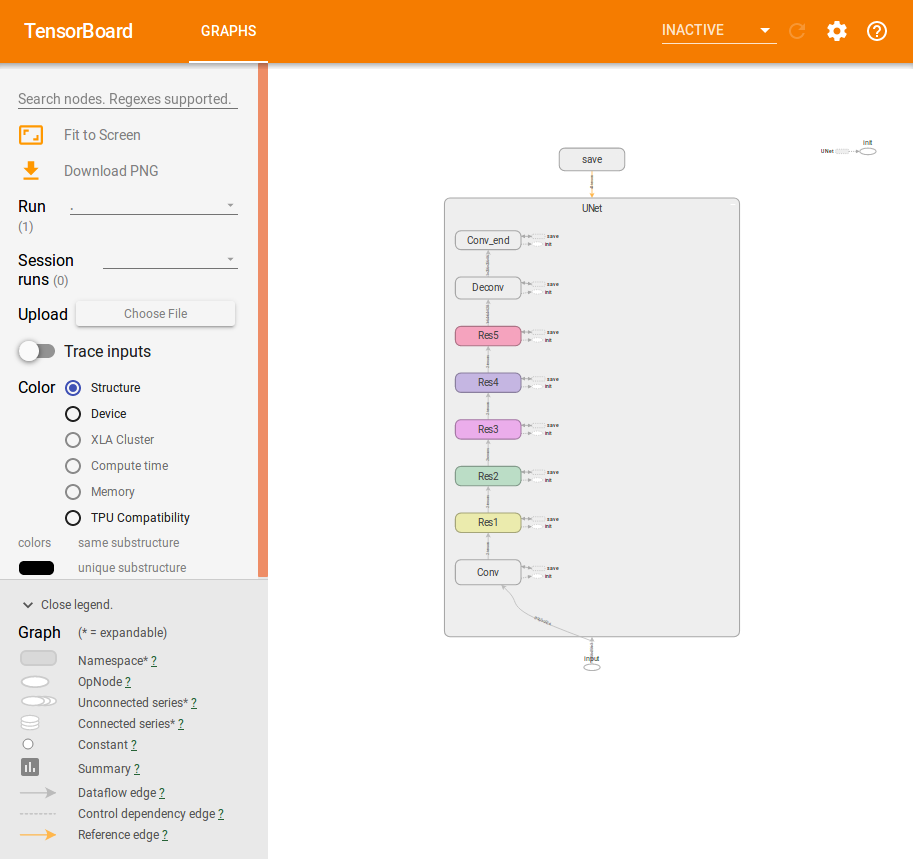 TensorBoard
GRAPHS
INACTIVE
Search nodes. Regexes supported.
Fit to Screen
Download PNG
Run
(1)
.
Session
runs (0)
Upload
Choose File
Trace inputs
Color
Structure
Device
XLA Cluster
Compute time
Memory
TPU Compatibility
colors
same substructure
unique substructure
Close legend.
Graph
(* = expandable)
Namespace* ?
OpNode ?
Unconnected series* ?
Connected series* ?
Constant ?
Summary ?
Dataflow edge ?
Control dependency edge ?
Reference edge ?
save
UNet
Conv_end
save
init
Deconv
save
init
Res5
save
init
Res4
save
init
Res3
save
init
Res2
save
init
Res1
save
init
Conv
save
init
input
init
UNet